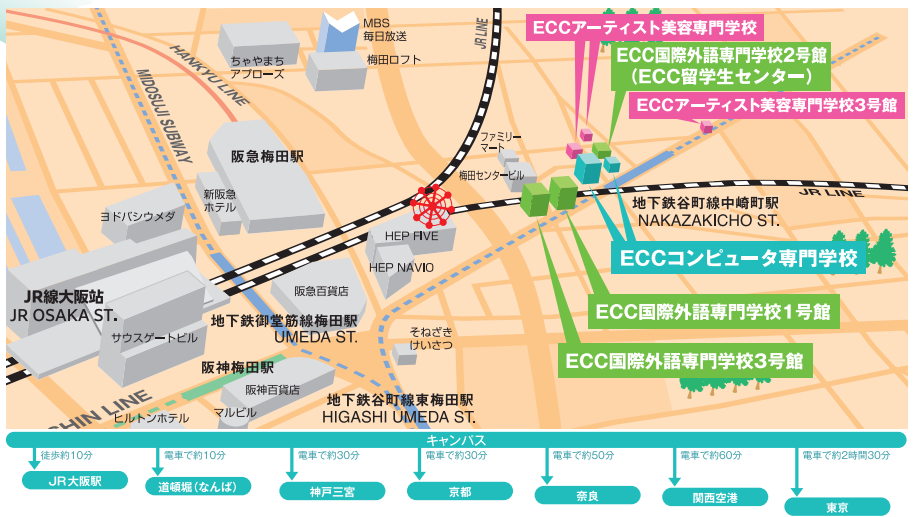 MBS
毎日放送
梅田ロフト
ちゃやまち
アプローズ
HANKYU LINE
MIDOSUJI SUBWAY
JR LINE
ECCアーティスト美容専門学校
ECC国際外語専門学校2号館
(ECC留学生センター)
ECCアーティスト美容専門学校3号館
ファミリー
マート
梅田センタービル
阪急梅田駅
新阪急
ホテル
ヨドバシウメダ
JR LINE
地下鉄谷町線中崎町駅
NAKAZAKICHO ST.
HEP FIVE
HEP NAVIO
ECCコンピュータ専門学校
阪急百貨店
JR線大阪站
JR OSAKA ST.
サウスゲートビル
地下鉄御堂筋線梅田駅
UMEDA ST.
そねざき
けいさつ
ECC国際外語専門学校1号館
ECC国際外語専門学校3号館
阪神梅田駅
阪神百貨店
地下鉄谷町線東梅田駅
HIGASHI UMEDA ST.
SHIN LINE
ヒルトンホテル
マルビル
キャンパス
徒歩約10分
JR大阪駅
電車で約10分
道頓堀(なんば)
電車で約30分
神戸三宮
電車で約30分
京都
電車で約50分
奈良
電車で約60分
関西空港
電車で約2時間30分
東京